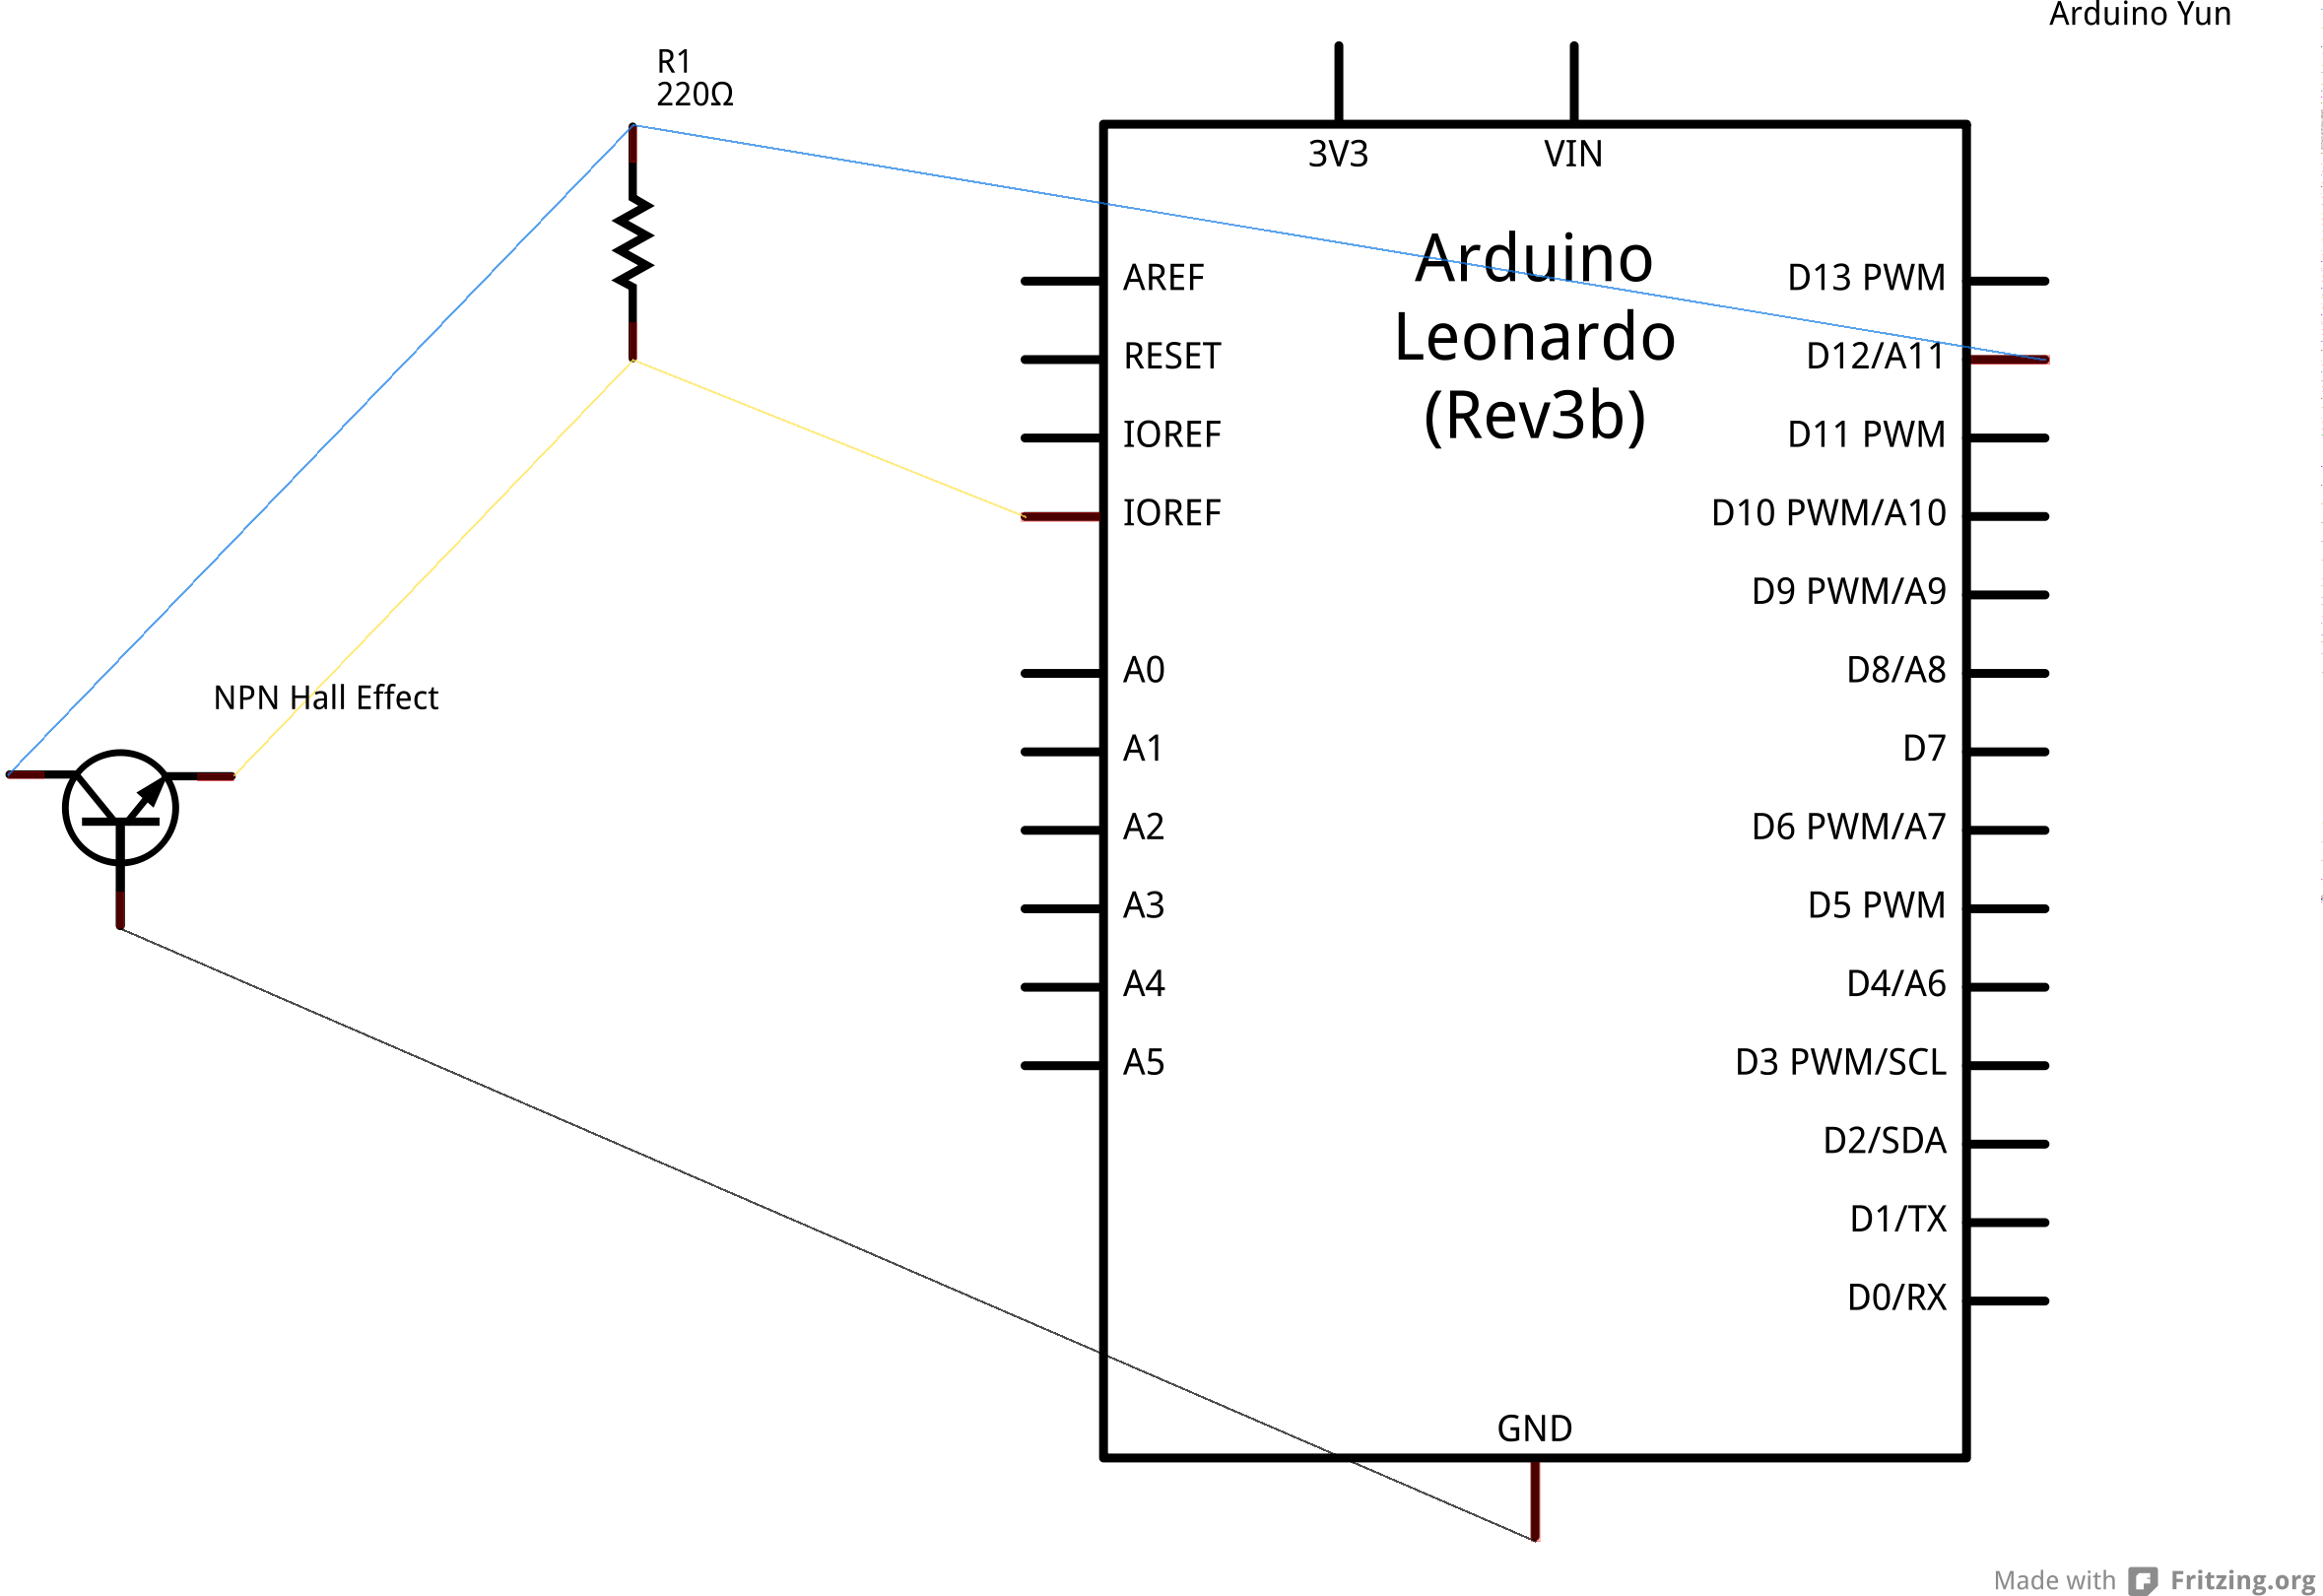 Arduino Yun
R1
220Ω
3V3
VIN
Arduino
Leonardo
(Rev3b)
AREF
RESET
IOREF
IOREF
A0
A1
A2
A3
A4
A5
D13 PWM
D12/A11
D11 PWM
D10 PWM/A10
D9 PWM/A9
D8/A8
D7
D6 PWM/A7
D5 PWM
D4/A6
D3 PWM/SCL
D2/SDA
D1/TX
D0/RX
GND
NPN Hall Effect
Made with Fritzing.org